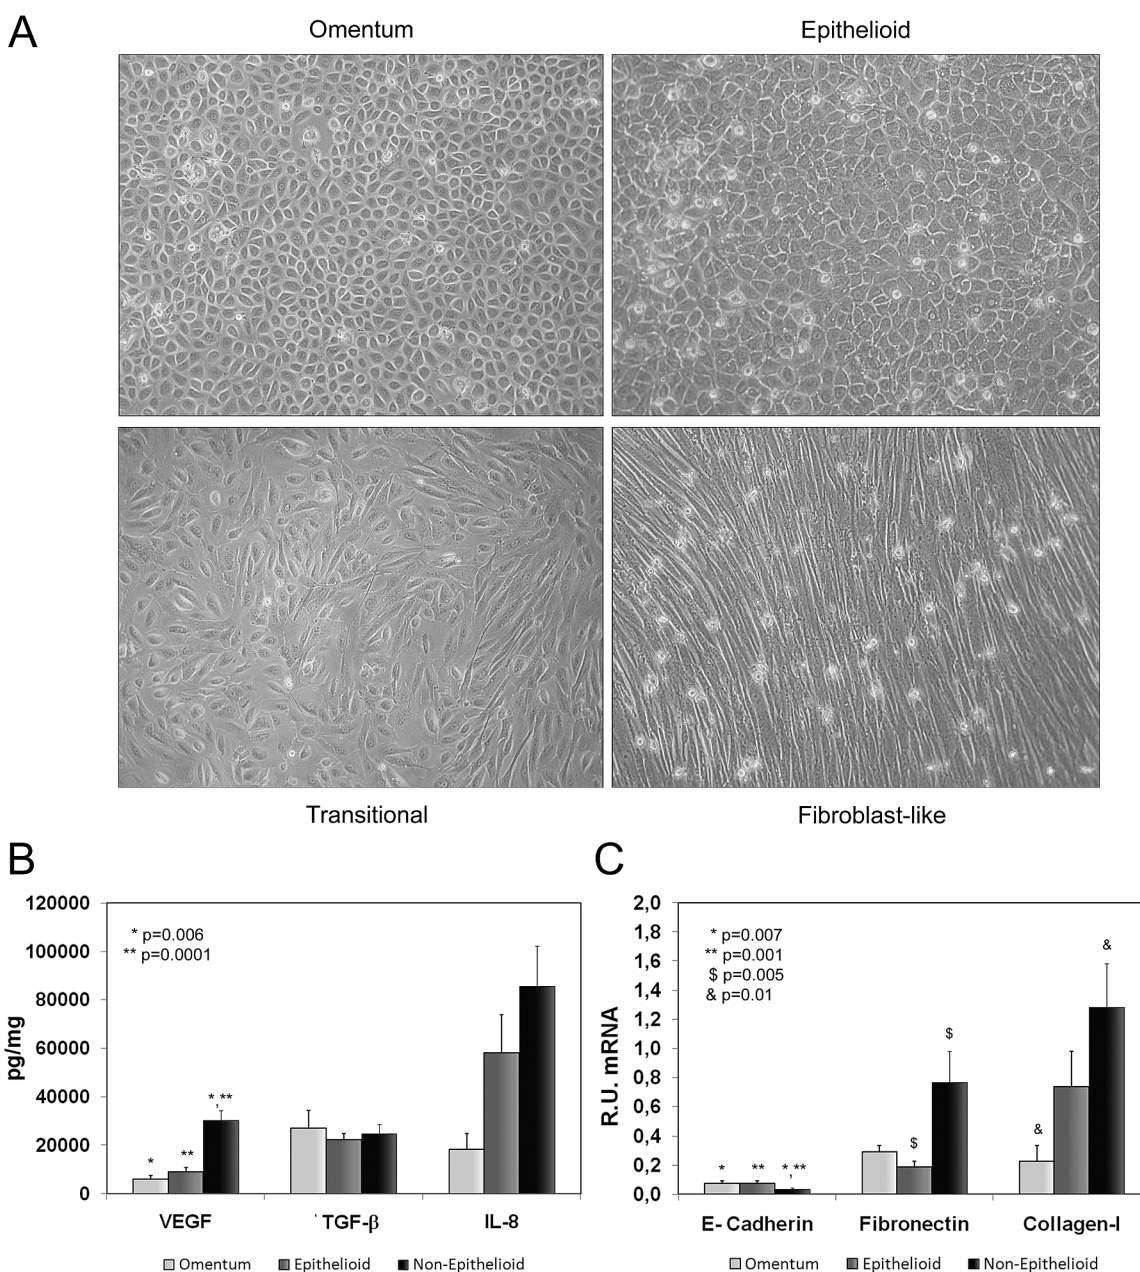 A
Omentum
Epithelioid
Transitional
Fibroblast-like
B
120000
100000
80000
60000
40000
20000
0
pg/mg
* p=0.006
** p=0.0001
*
**
*,**
VEGF
TGF-β
IL-8
Omentum
Epithelioid
Non-Epithelioid
C
2,0
1,8
1,6
1,4
1,2
1,0
0,8
0,6
0,4
0,2
0,0
R.U. mRNA
* p=0.007
** p=0.001
$ p=0.005
& p=0.01
*
**
*,**
$
$
&
&
E- Cadherin
Fibronectin
Collagen-I
Omentum
Epithelioid
Non-Epithelioid